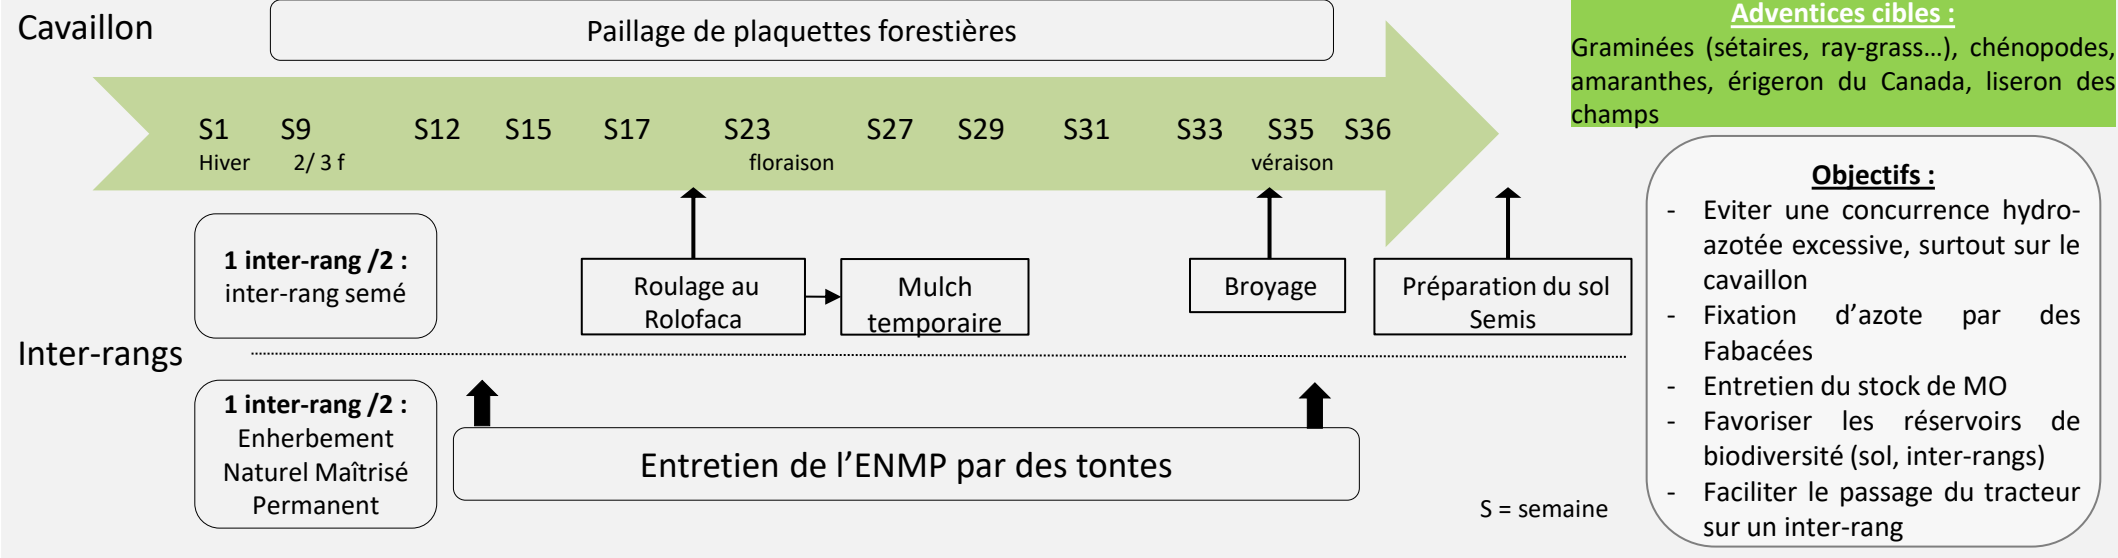 Cavaillon
Paillage de plaquettes forestières
S1 S9 S12 S15 S17 S23 S27 S29 S31 S33 S35 S36
Hiver 2/ 3 f floraison véraison
1 inter-rang /2 :
inter-rang semé
Roulage au
Rolofaca
Mulch
temporaire
Broyage
Préparation du sol
Semis
Inter-rangs
1 inter-rang /2 :
Enherbement
Naturel Maîtrisé
Permanent
Entretien de l’ENMP par des tontes
S = semaine
Adventices cibles :
Graminées (sétaires, ray-grass…), chénopodes,
amaranthes, érigeron du Canada, liseron des
champs
Objectifs :
- Eviter une concurrence hydro-
azotée excessive, surtout sur le
cavaillon
- Fixation d’azote par des
Fabacées
- Entretien du stock de MO
- Favoriser les réservoirs de
biodiversité (sol, inter-rangs)
- Faciliter le passage du tracteur
sur un inter-rang